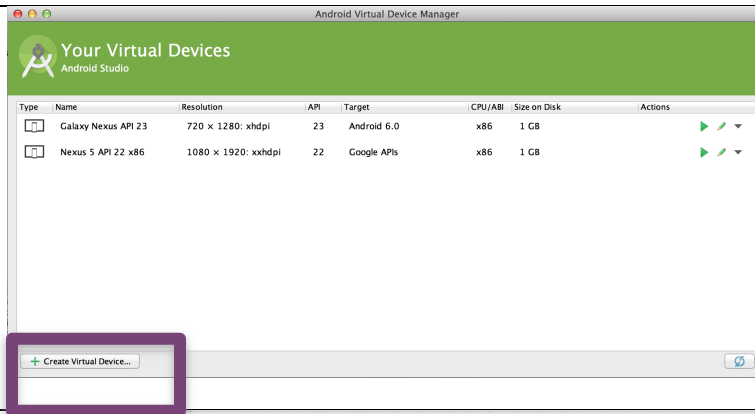 Android Virtual Device Manager
Your Virtual Devices
Android Studio
Type Name Resolution API Target CPU/ABI Size on Disk Actions
Galaxy Nexus API 23 720 × 1280: xhdpi 23 Android 6.0 x86 1 GB
Nexus 5 API 22 x86 1080 × 1920: xxhdpi 22 Google APIs x86 1 GB
+ Create Virtual Device...